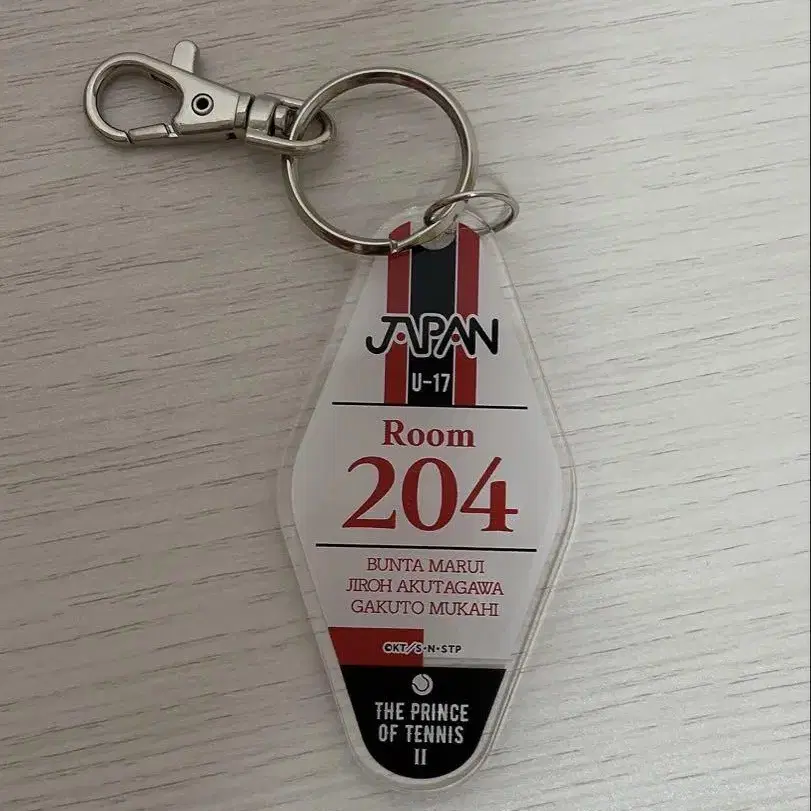 JAPAN
U-17
Room
204
BUNTA MARUI
JIROH AKUTAGAWA
GAKUTO MUKAHI
©KT/S・N・STP
THE PRINCE
OF TENNIS
II